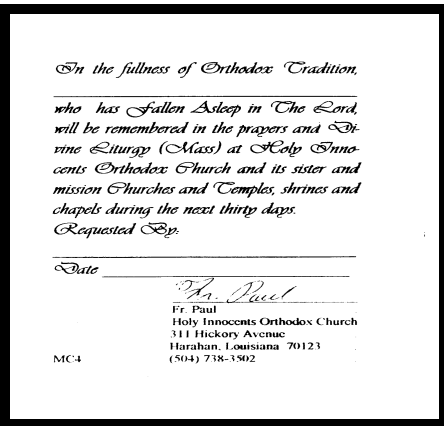 In the fullness of Orthodox Tradition,
who has Fallen Asleep in The Lord,
will be remembered in the prayers and Di-
vine Liturgy (Mass) at Holy Inno-
cents Orthodox Church and its sister and
mission Churches and Temples, shrines and
chapels during the next thirty days.
Requested By:
Date
Fr. Paul
Fr. Paul
Holy Innocents Orthodox Church
311 Hickory Avenue
Harahan, Louisiana 70123
MC4 (504) 738-3502